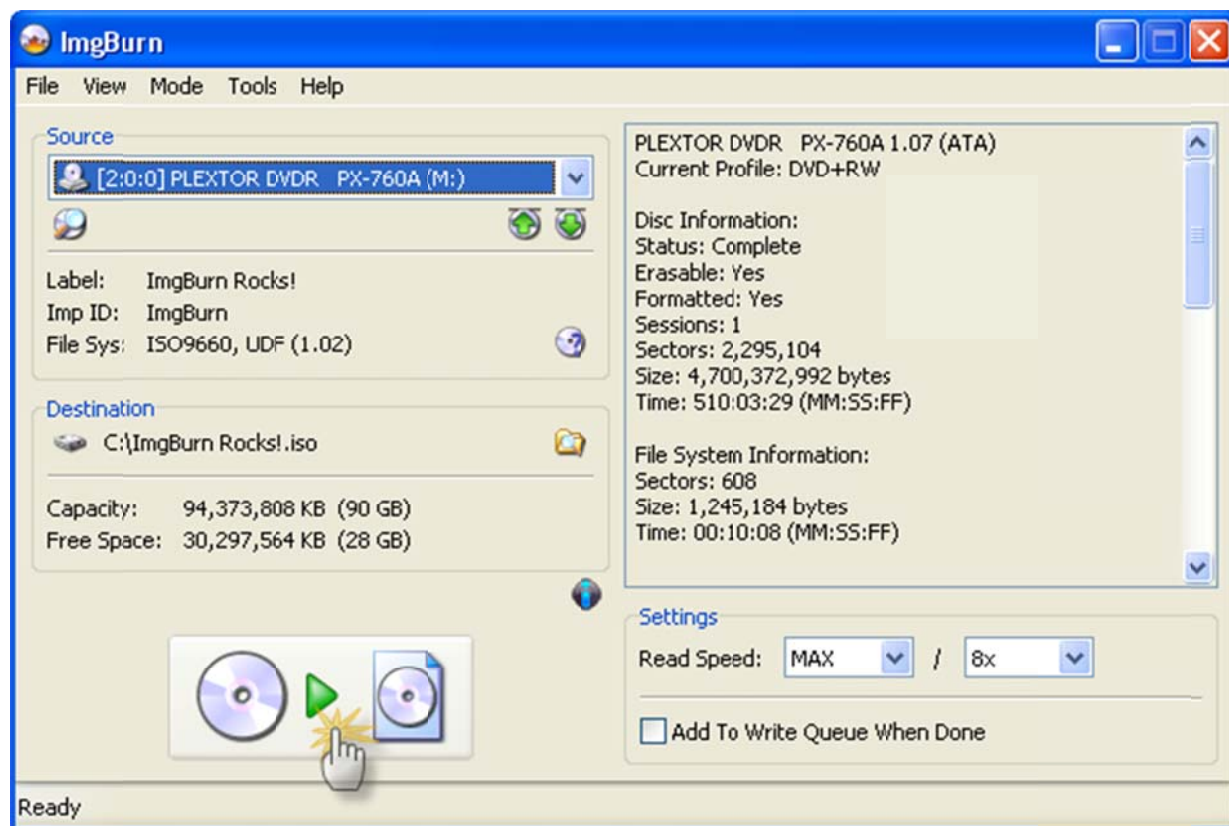 ImgBurn
File View Mode Tools Help
Source
[2:0:0] PLEXTOR DVDR PX-760A (M:)
Label: ImgBurn Rocks!
Imp ID: ImgBurn
File Sys: ISO9660, UDF (1.02)
Destination
C:\ImgBurn Rocks!.iso
Capacity: 94,373,808 KB (90 GB)
Free Space: 30,297,564 KB (28 GB)
PLEXTOR DVDR PX-760A 1.07 (ATA)
Current Profile: DVD+RW
Disc Information:
Status: Complete
Erasable: Yes
Formatted: Yes
Sessions: 1
Sectors: 2,295,104
Size: 4,700,372,992 bytes
Time: 510:03:29 (MM:SS:FF)
File System Information:
Sectors: 608
Size: 1,245,184 bytes
Time: 00:10:08 (MM:SS:FF)
Settings
Read Speed: MAX / 8x
Add To Write Queue When Done
Ready